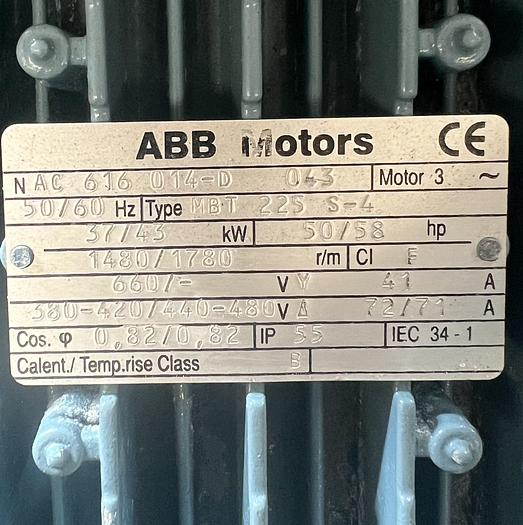 ABB Motors CE
N AC 616 014-D 043 Motor 3 ~
50/60 Hz Type MBT 225 S-4
37/43 kW 50/58 hp
1480/1780 r/m Cl F
660/- V Y 41 A
380-420/440-480 V Δ 72/71 A
Cos. φ 0,82/0,82 IP 55 IEC 34-1
Calent./ Temp.rise Class B